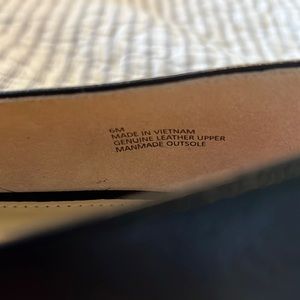 6M
MADE IN VIETNAM
GENUINE LEATHER UPPER
MANMADE OUTSOLE